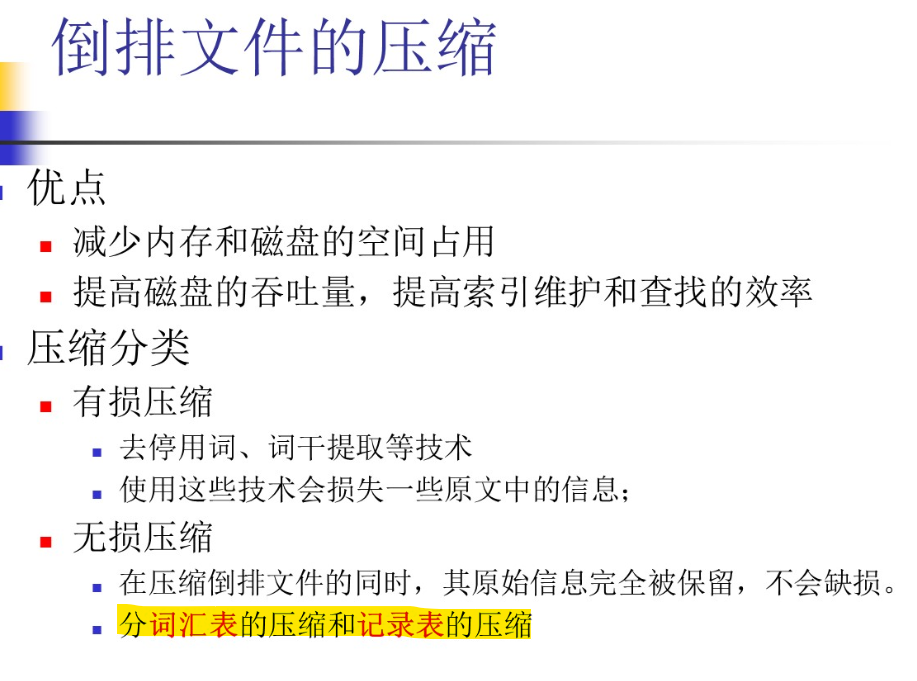 倒排文件的压缩
优点
减少内存和磁盘的空间占用
提高磁盘的吞吐量，提高索引维护和查找的效率
压缩分类
有损压缩
去停用词、词干提取等技术
使用这些技术会损失一些原文中的信息；
无损压缩
在压缩倒排文件的同时，其原始信息完全被保留，不会缺损。
分词汇表的压缩和记录表的压缩